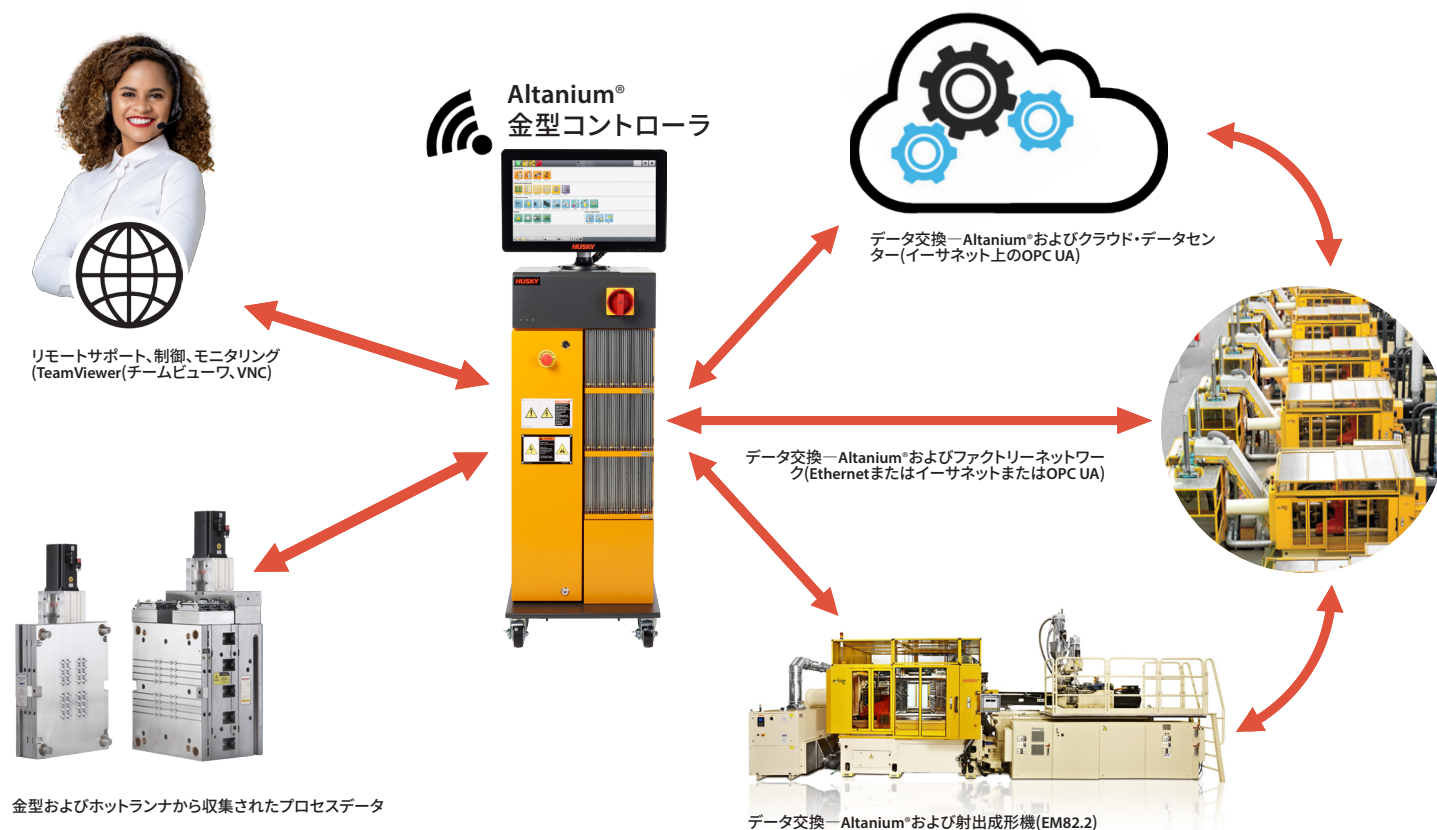 Altanium®
金型コントローラ
HUSKY
HUSKY
データ交換―Altanium®およびクラウド・データセン
ター(イーサネット上のOPC UA)
リモートサポート、制御、モニタリング
(TeamViewer(チームビューワ、VNC)
データ交換―Altanium®およびファクトリーネットワー
ク(EthernetまたはイーサネットまたはOPC UA)
HUSKY
金型およびホットランナから収集されたプロセスデータ
データ交換―Altanium®および射出成形機(EM82.2)